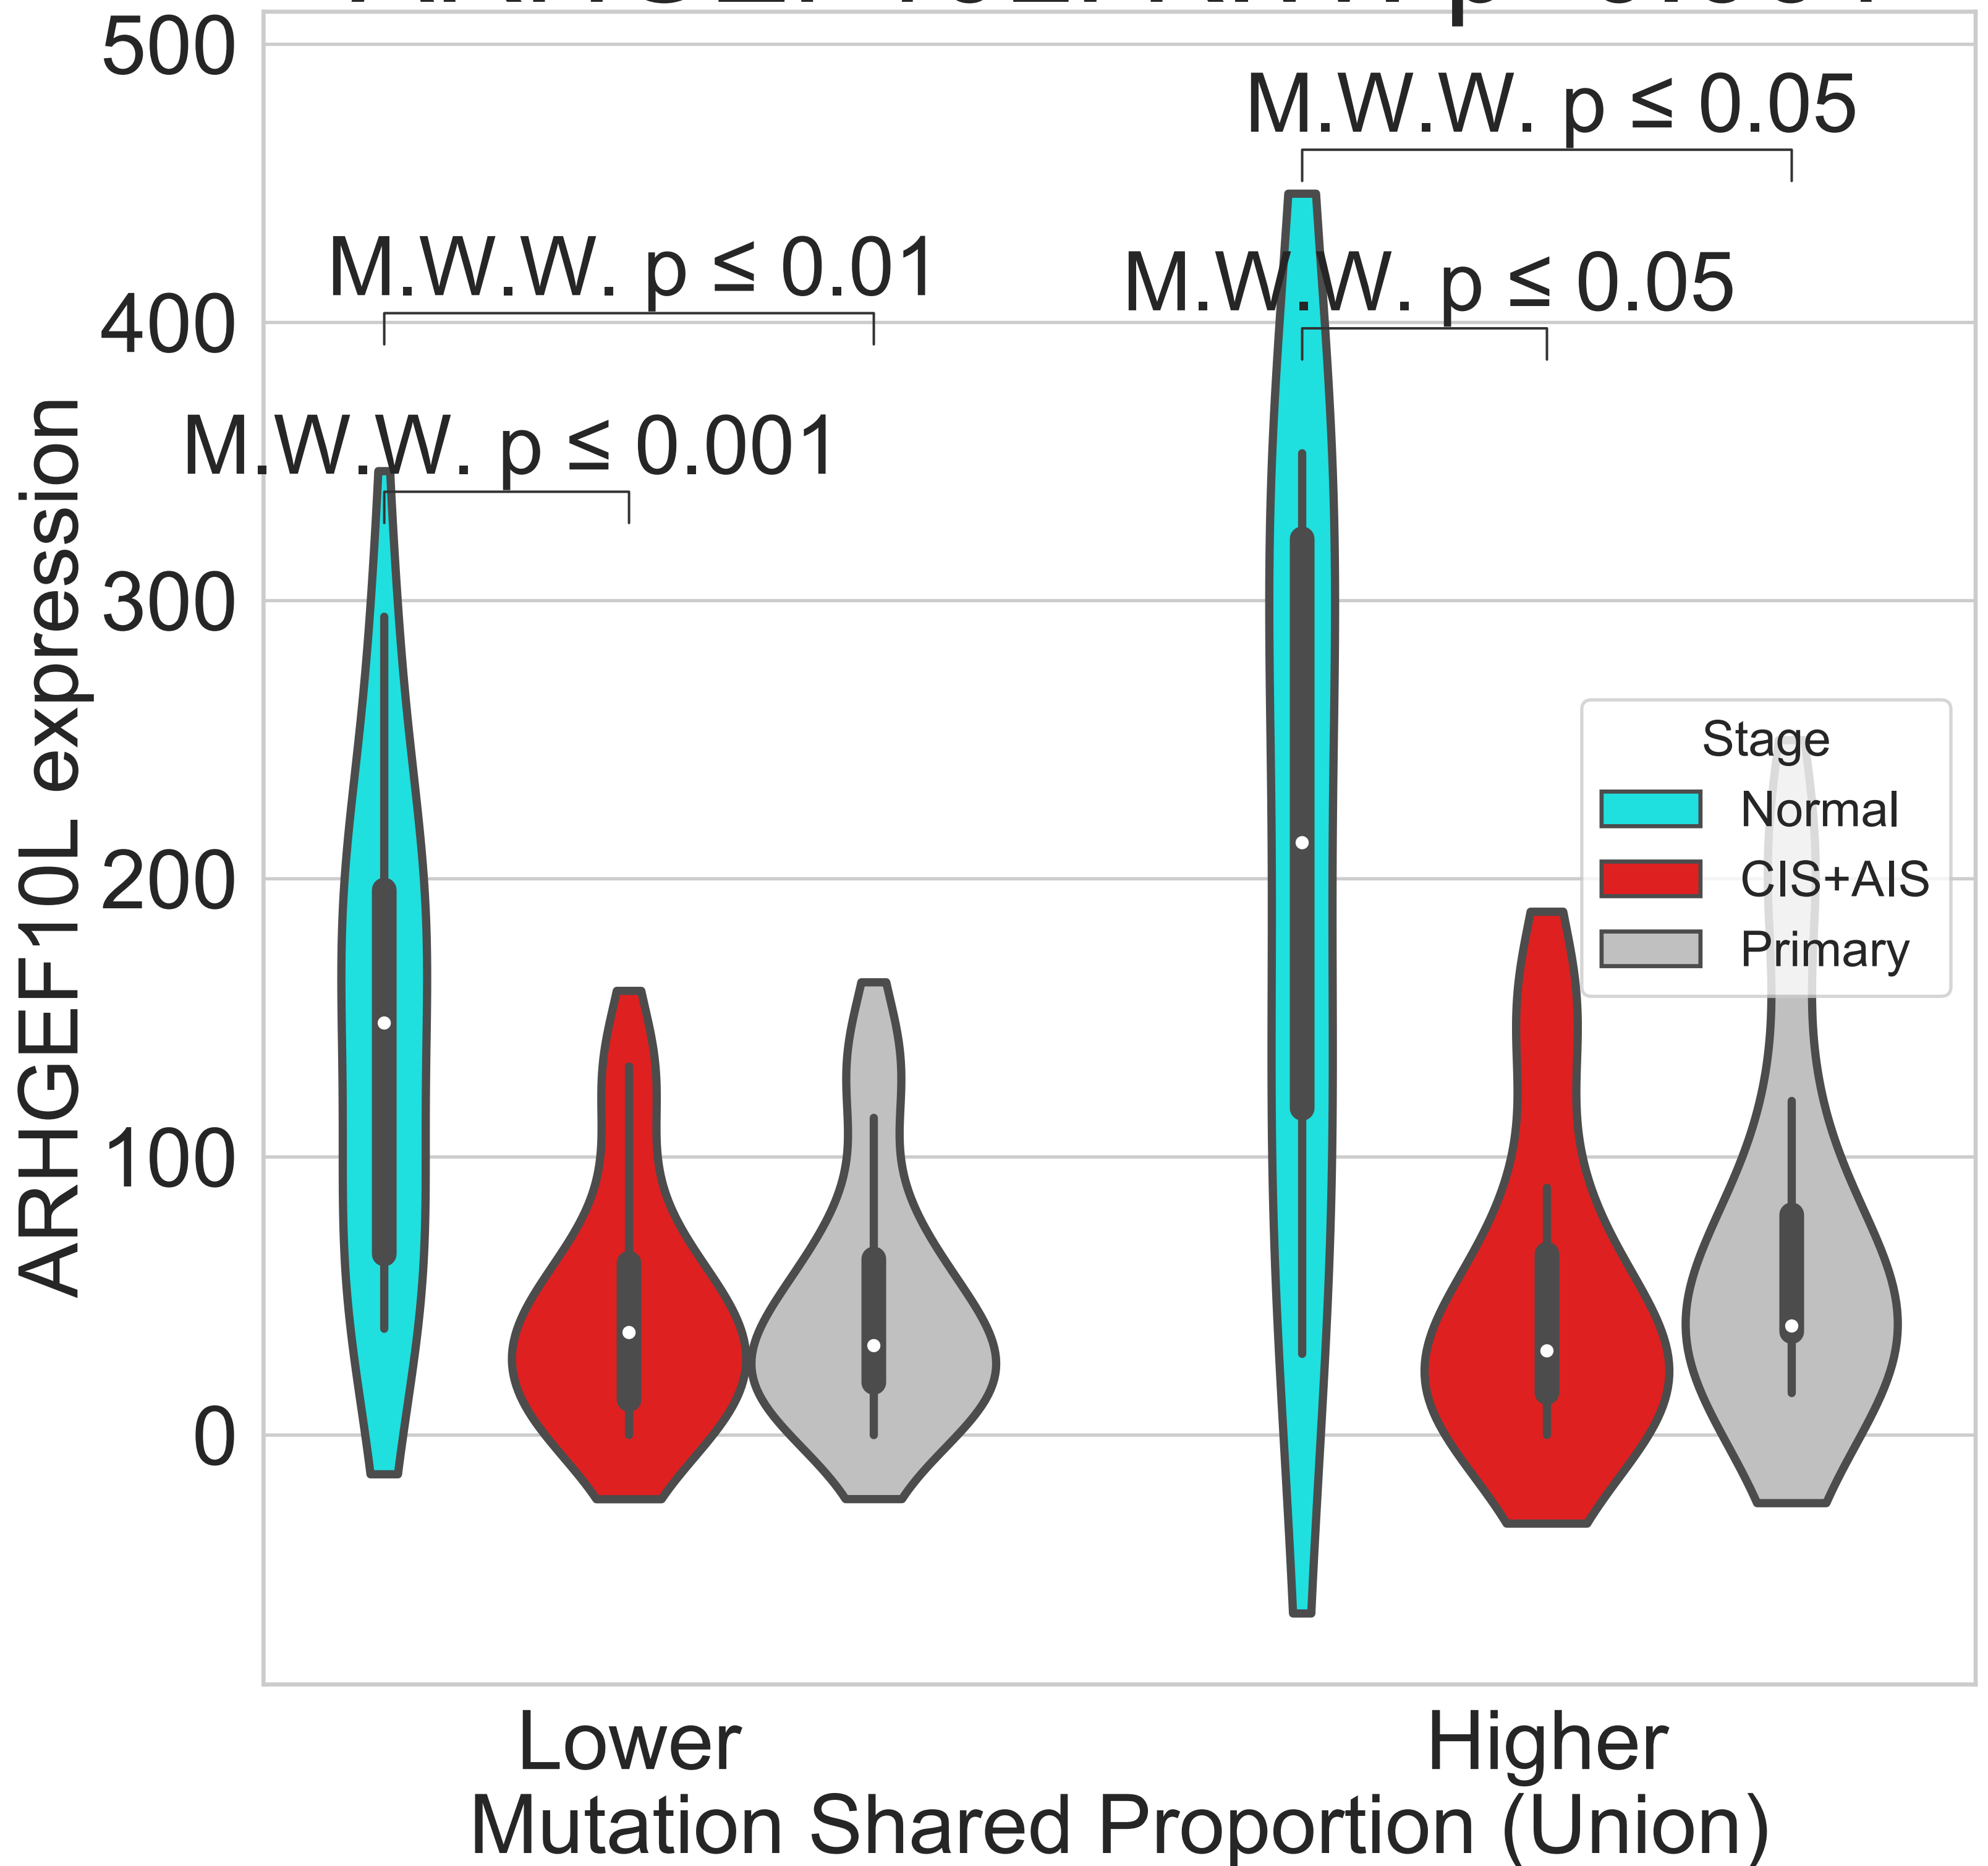 500
M.W.W. p ≤ 0.05
M.W.W. p ≤ 0.01
M.W.W. p ≤ 0.05
400
M.W.W. p ≤ 0.001
ARHGEF10L expression
300
Stage
Normal
200
CIS+AIS
Primary
100
0
Lower
Higher
Mutation Shared Proportion (Union)